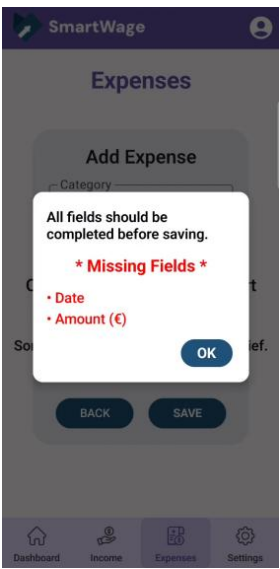 SmartWage
Expenses
Add Expense
Category
All fields should be
completed before saving.
* Missing Fields *
• Date
• Amount (€)
OK
BACK
SAVE
Dashboard
Income
Expenses
Settings